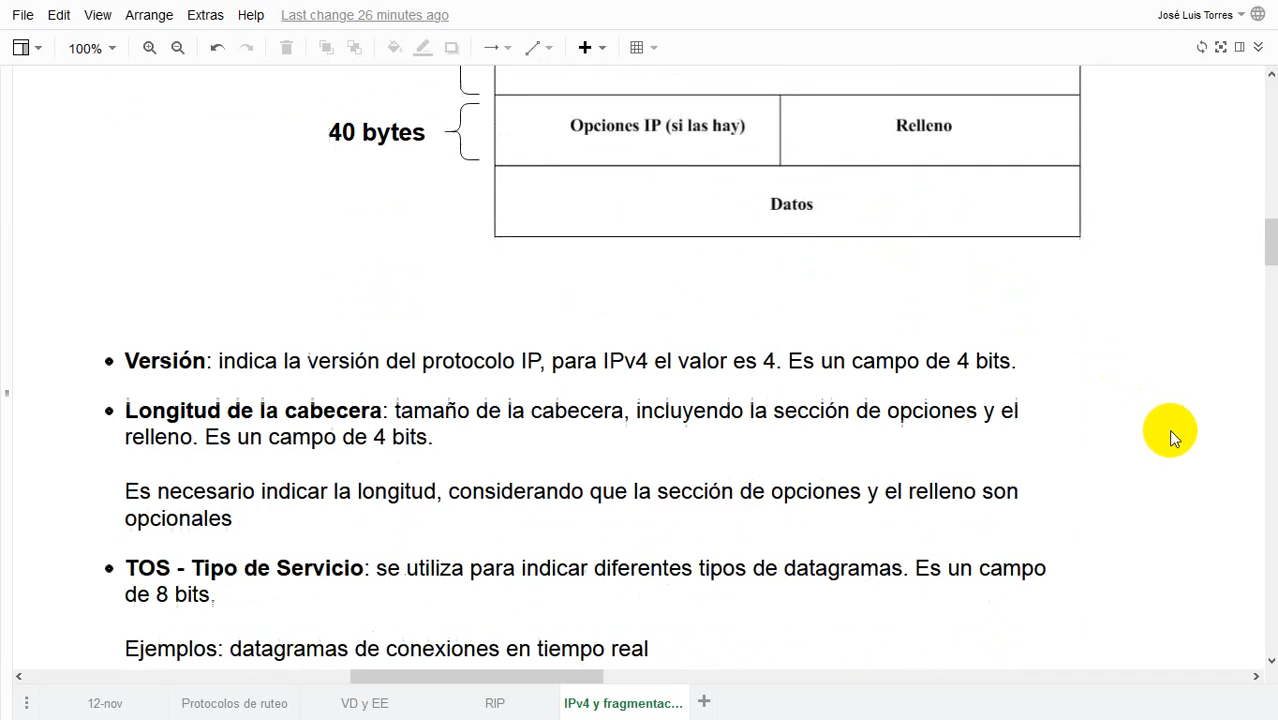 File Edit View Arrange Extras Help Last change 26 minutes ago José Luis Torres
100%
40 bytes
Opciones IP (si las hay) Relleno
Datos
• Versión: indica la versión del protocolo IP, para IPv4 el valor es 4. Es un campo de 4 bits.
• Longitud de la cabecera: tamaño de la cabecera, incluyendo la sección de opciones y el
relleno. Es un campo de 4 bits.
Es necesario indicar la longitud, considerando que la sección de opciones y el relleno son
opcionales
• TOS - Tipo de Servicio: se utiliza para indicar diferentes tipos de datagramas. Es un campo
de 8 bits.
Ejemplos: datagramas de conexiones en tiempo real
12-nov Protocolos de ruteo VD y EE RIP IPv4 y fragmentac...